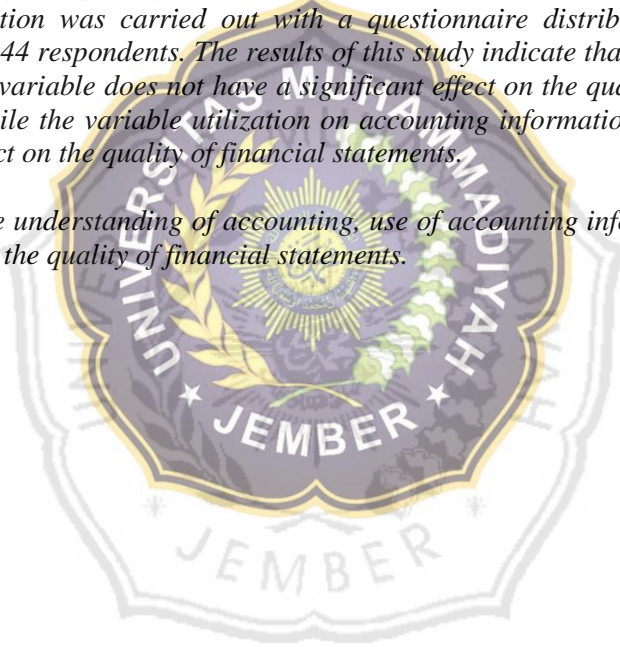 tion was carried out with a questionnaire distrib
44 respondents. The results of this study indicate tha
variable does not have a significant effect on the qua
ile the variable utilization on accounting informatio
ct on the quality of financial statements.
e understanding of accounting, use of accounting info
the quality of financial statements.
UNIVERSITAS MUHAMMADIYAH
JEMBER
JEMBER